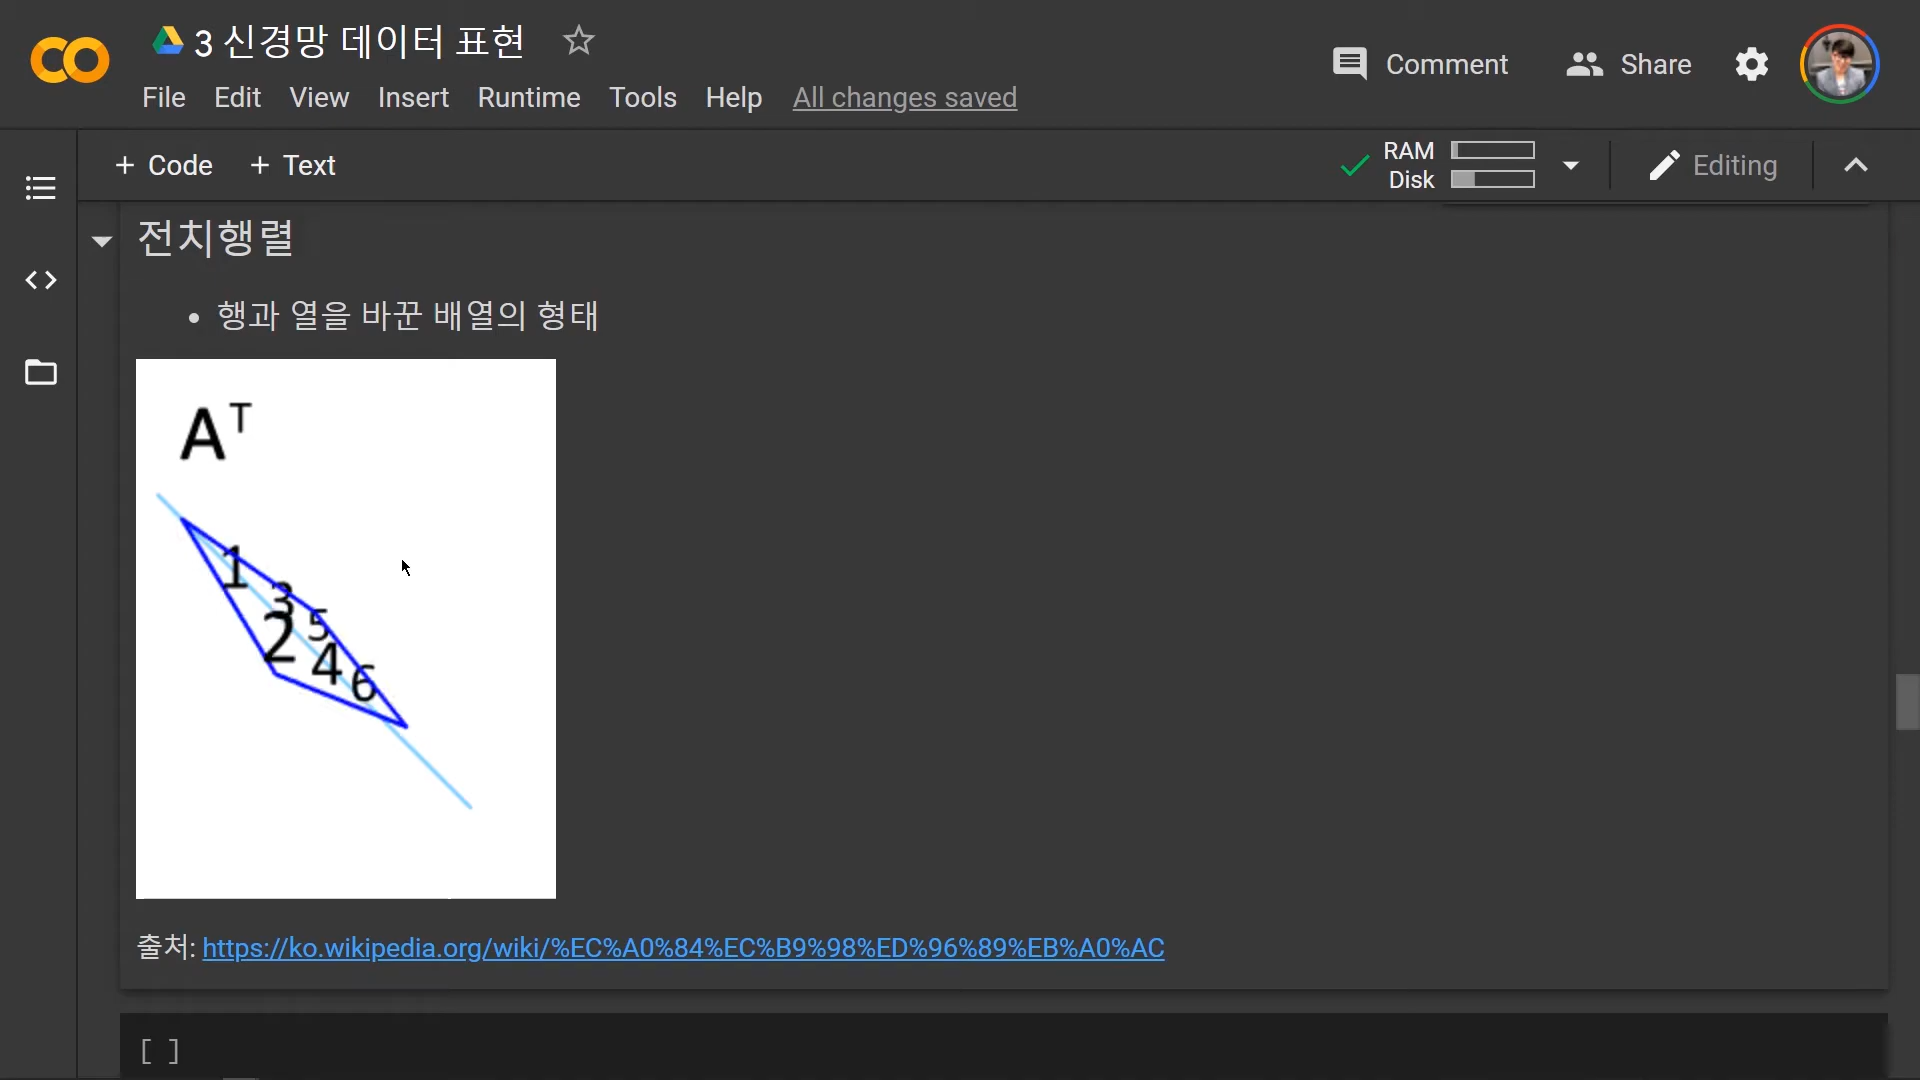 3 신경망 데이터 표현
Comment
Share
File Edit View Insert Runtime Tools Help All changes saved
+ Code + Text
RAM
Disk
Editing
전치행렬
• 행과 열을 바꾼 배열의 형태
Aᵀ
1
3
5
2
4
6
출처: https://ko.wikipedia.org/wiki/%EC%A0%84%EC%B9%98%ED%96%89%EB%A0%AC
[ ]